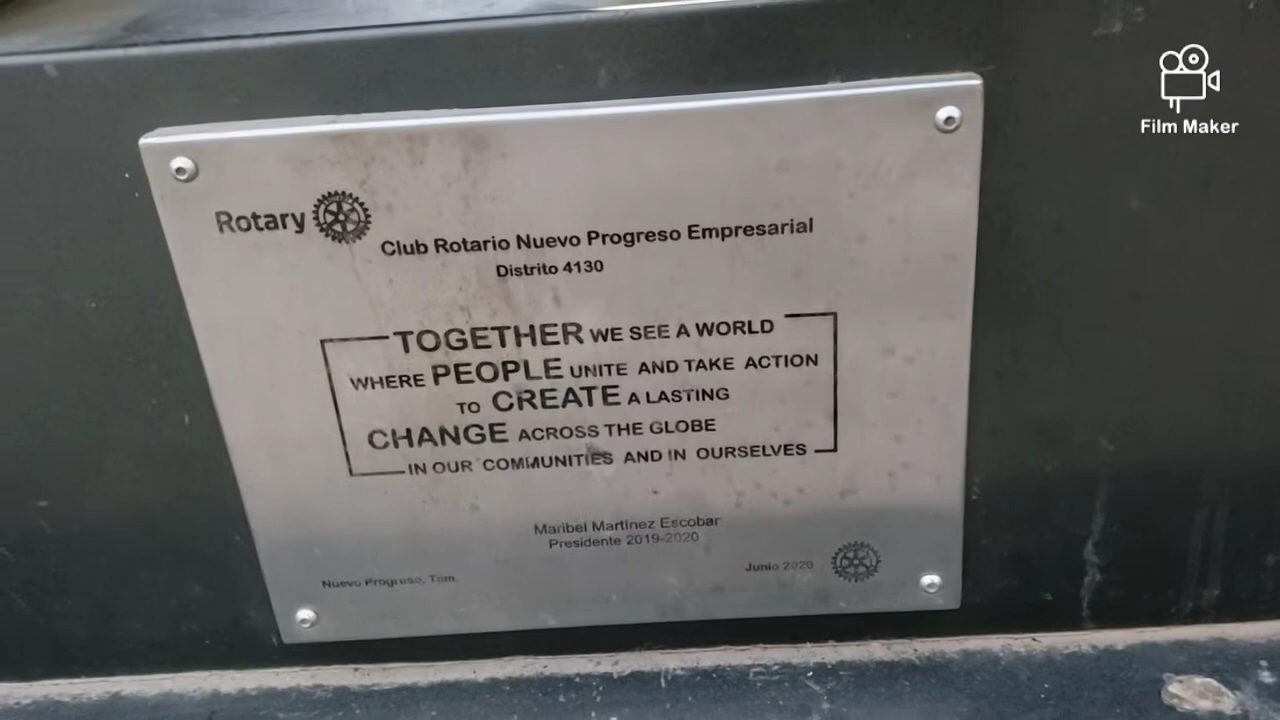 Film Maker
Rotary
Club Rotario Nuevo Progreso Empresarial
Distrito 4130
TOGETHER WE SEE A WORLD
WHERE PEOPLE UNITE AND TAKE ACTION
TO CREATE A LASTING
CHANGE ACROSS THE GLOBE
IN OUR COMMUNITIES AND IN OURSELVES
Maribel Martinez Escobar
Presidente 2019-2020
Junio 2020
Nuevo Progreso, Tam.